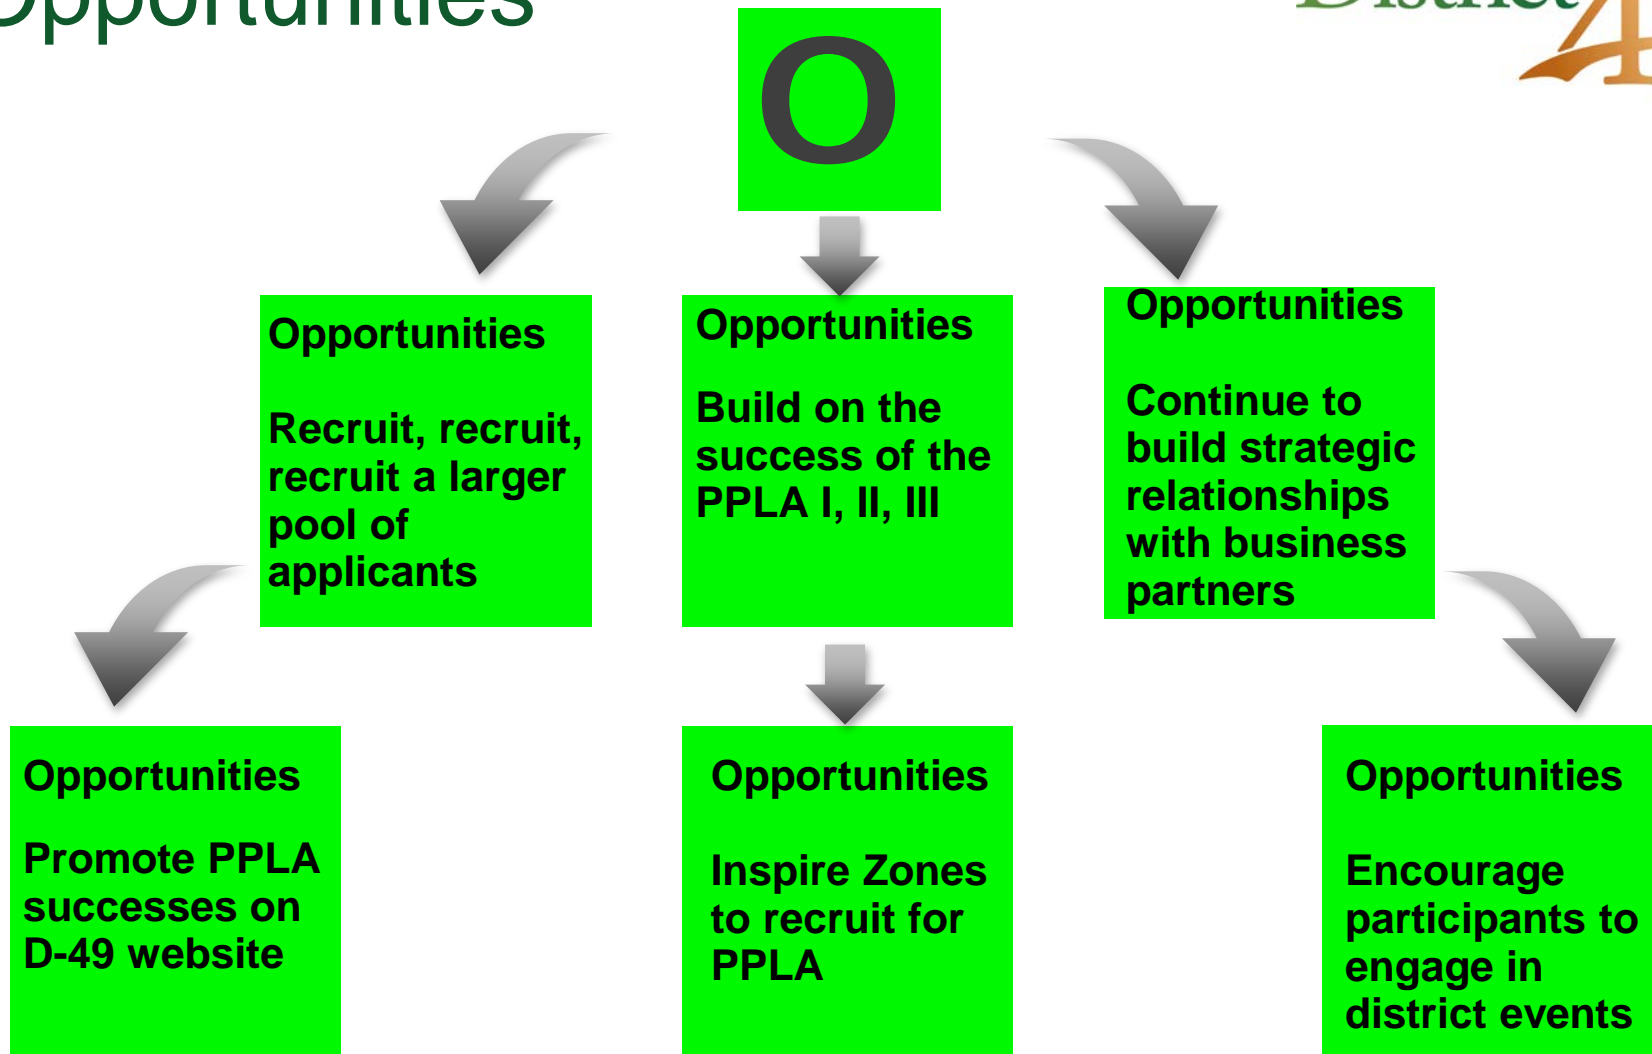 Opportunities
District
O
Opportunities
Recruit, recruit,
recruit a larger
pool of
applicants
Opportunities
Build on the
success of the
PPLA I, II, III
Opportunities
Continue to
build strategic
relationships
with business
partners
Opportunities
Promote PPLA
successes on
D-49 website
Opportunities
Inspire Zones
to recruit for
PPLA
Opportunities
Encourage
participants to
engage in
district events